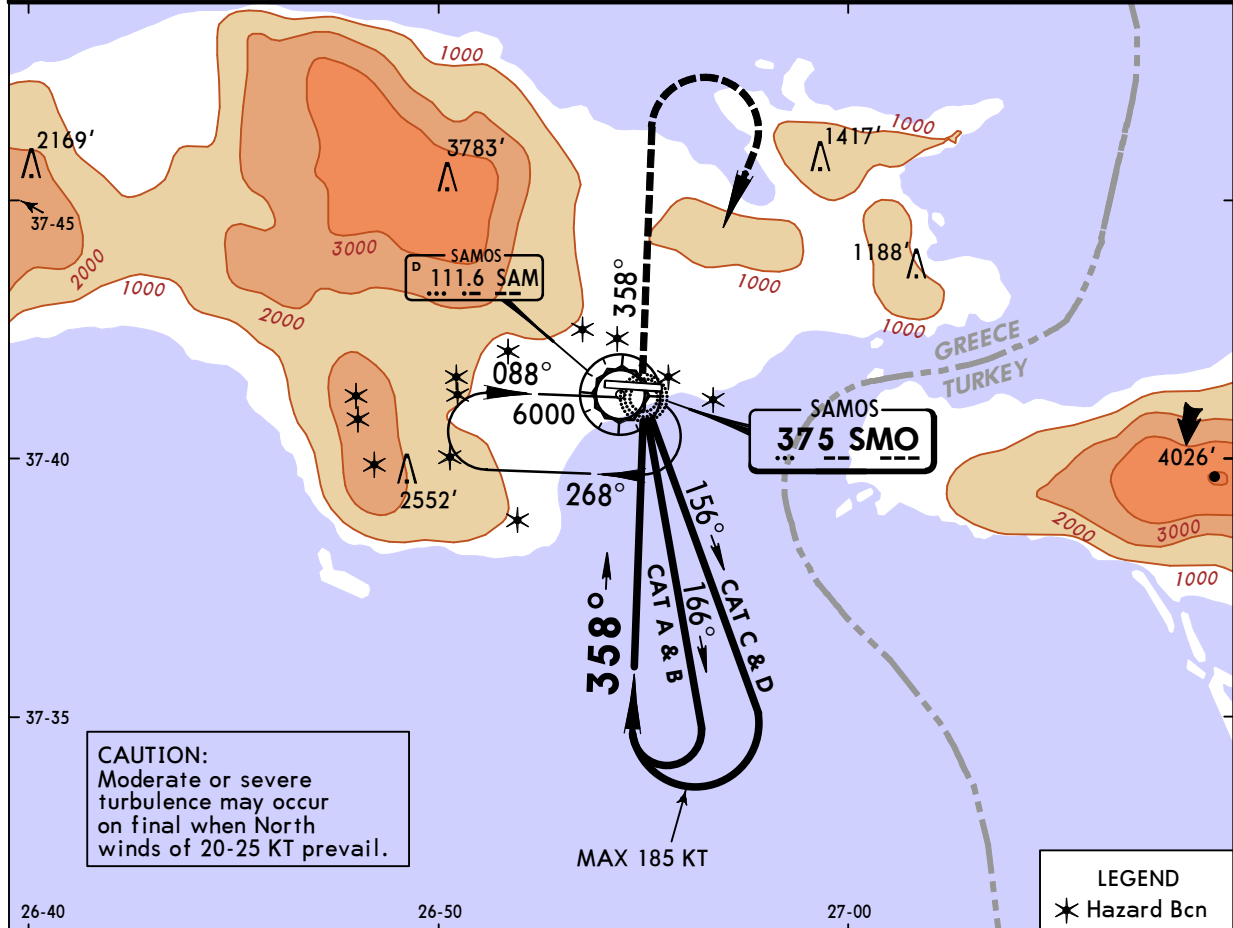 1000
2169'
3783'
1417'
1000
37-45
3000
1188'
2000
1000
2000
SAMOS
D 111.6 SAM
358°
1000
1000
GREECE
TURKEY
088°
6000
SAMOS
375 SMO
37-40
2552'
268°
4026'
2000
3000
1000
156°
CAT C & D
166°
CAT A & B
358°
37-35
CAUTION:
Moderate or severe
turbulence may occur
on final when North
winds of 20-25 KT prevail.
MAX 185 KT
LEGEND
Hazard Bcn
26-40
26-50
27-00